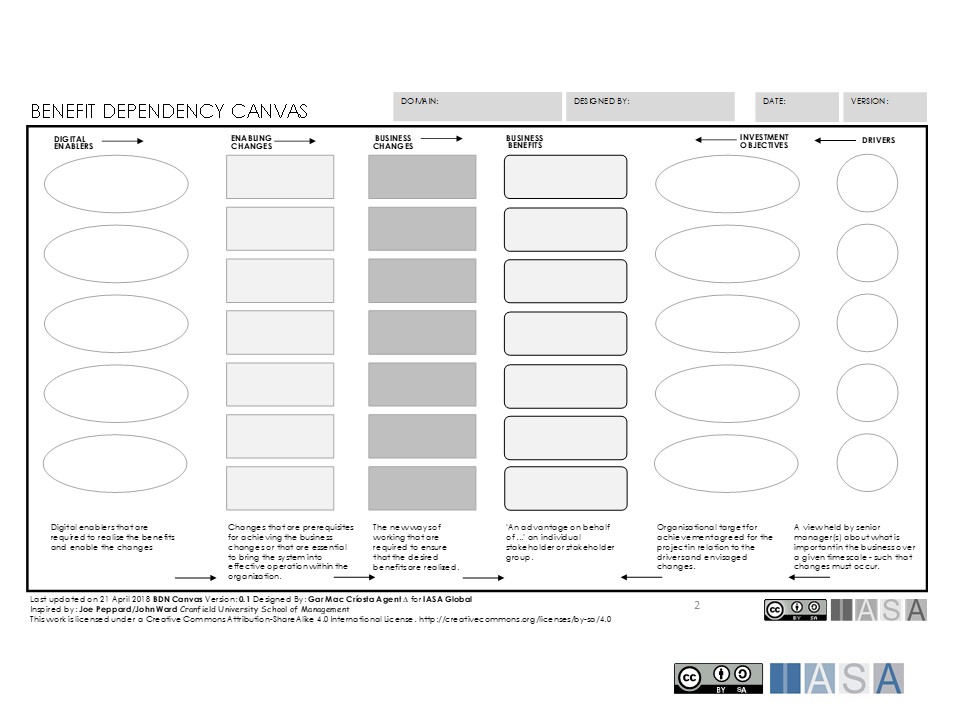 BENEFIT DEPENDENCY CANVAS
DOMAIN:
DESIGNED BY:
DATE:
VERSION:
DIGITAL
ENABLERS
ENABLING
CHANGES
BUSINESS
CHANGES
BUSINESS
BENEFITS
INVESTMENT
OBJECTIVES
DRIVERS
Digital enablers that are
required to realise the benefits
and enable the changes
Changes that are prerequisites
for achieving the business
changes or that are essential
to bring the system into
effective operation within the
organization.
The new ways of
working that are
required to ensure
that the desired
benefits are realized.
'An advantage on behalf
of ...' an individual
stakeholder or stakeholder
group.
Organisational target for
achievement agreed for the
project in relation to the
drivers and envisaged
changes.
A view held by senior
manager(s) about what is
important in the business over
a given timescale - such that
changes must occur.
Last updated on 21 April 2018 BDN Canvas Version: 0.1 Designed By: Gar Mac Críosta Agent Δ for IASA Global
Inspired by: Joe Peppard/John Ward Cranfield University School of Management
This work is licensed under a Creative Commons Attribution-Share Alike 4.0 International License. http://creativecommons.org/licenses/by-sa/4.0
2
cc BY SA
IASA
cc BY SA
IASA